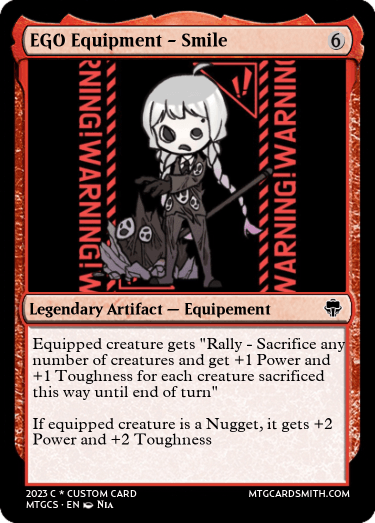 EGO Equipment – Smile 6
WARNING!WARNING!
!!
WARNING!WARNING!
Legendary Artifact — Equipement
Equipped creature gets "Rally - Sacrifice any
number of creatures and get +1 Power and
+1 Toughness for each creature sacrificed
this way until end of turn"
If equipped creature is a Nugget, it gets +2
Power and +2 Toughness
2023 C * CUSTOM CARD
MTGCARDSMITH.COM
MTGCS · EN NIA